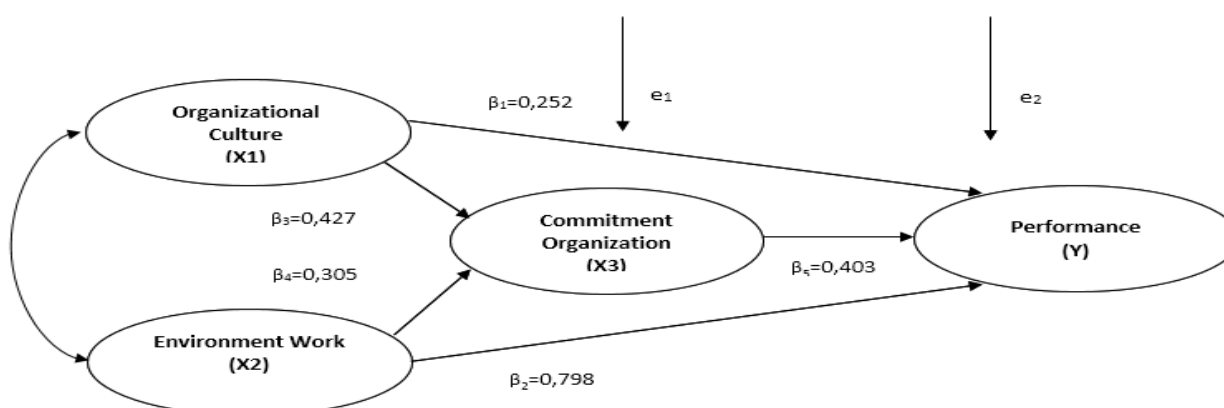 e₁
e₂
β₁=0,252
Organizational
Culture
(X1)
β₃=0,427
Commitment
Organization
(X3)
Performance
(Y)
β₄=0,305
β₅=0,403
Environment Work
(X2)
β₂=0,798